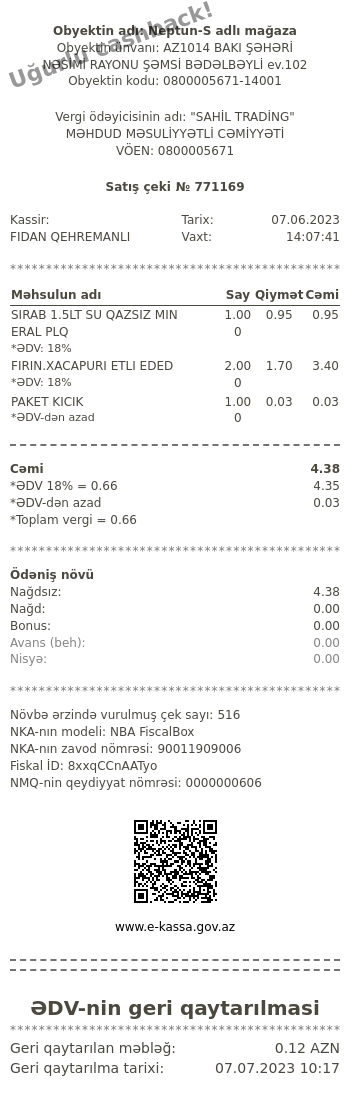 Uğurlu cashback!
Obyektin adı: Neptun-S adlı mağaza
Obyektin ünvanı: AZ1014 BAKI ŞƏHƏRİ
NƏSİMİ RAYONU ŞƏMSİ BƏDƏLBƏYLİ ev.102
Obyektin kodu: 0800005671-14001
Vergi ödəyicisinin adı: "SAHİL TRADİNG"
MƏHDUD MƏSULİYYƏTLİ CƏMİYYƏTİ
VÖEN: 0800005671
Satış çeki № 771169
Kassir: Tarix: 07.06.2023
FIDAN QEHREMANLI Vaxt: 14:07:41
*********************************************
Məhsulun adı Say Qiymət Cəmi
SIRAB 1.5LT SU QAZSIZ MIN 1.00 0.95 0.95
ERAL PLQ 0
*ƏDV: 18%
FIRIN.XACAPURI ETLI EDED 2.00 1.70 3.40
*ƏDV: 18% 0
PAKET KICIK 1.00 0.03 0.03
*ƏDV-dən azad 0
Cəmi 4.38
*ƏDV 18% = 0.66 4.35
*ƏDV-dən azad 0.03
*Toplam vergi = 0.66
*********************************************
Ödəniş növü
Nağdsız: 4.38
Nağd: 0.00
Bonus: 0.00
Avans (beh): 0.00
Nisyə: 0.00
*********************************************
Növbə ərzində vurulmuş çek sayı: 516
NKA-nın modeli: NBA FiscalBox
NKA-nın zavod nömrəsi: 90011909006
Fiskal İD: 8xxqCCnAATyo
NMQ-nin qeydiyyat nömrəsi: 0000000606
www.e-kassa.gov.az
ƏDV-nin geri qaytarılmasi
*********************************************
Geri qaytarılan məbləğ: 0.12 AZN
Geri qaytarılma tarixi: 07.07.2023 10:17